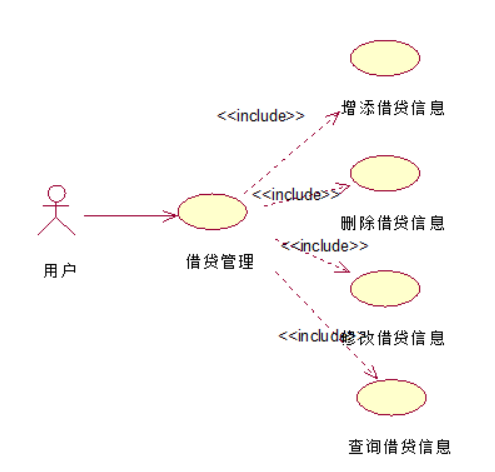 <<include>>
增添借贷信息
<<include>>
删除借贷信息
用户
借贷管理
<<include>>
<<include>>
修改借贷信息
查询借贷信息